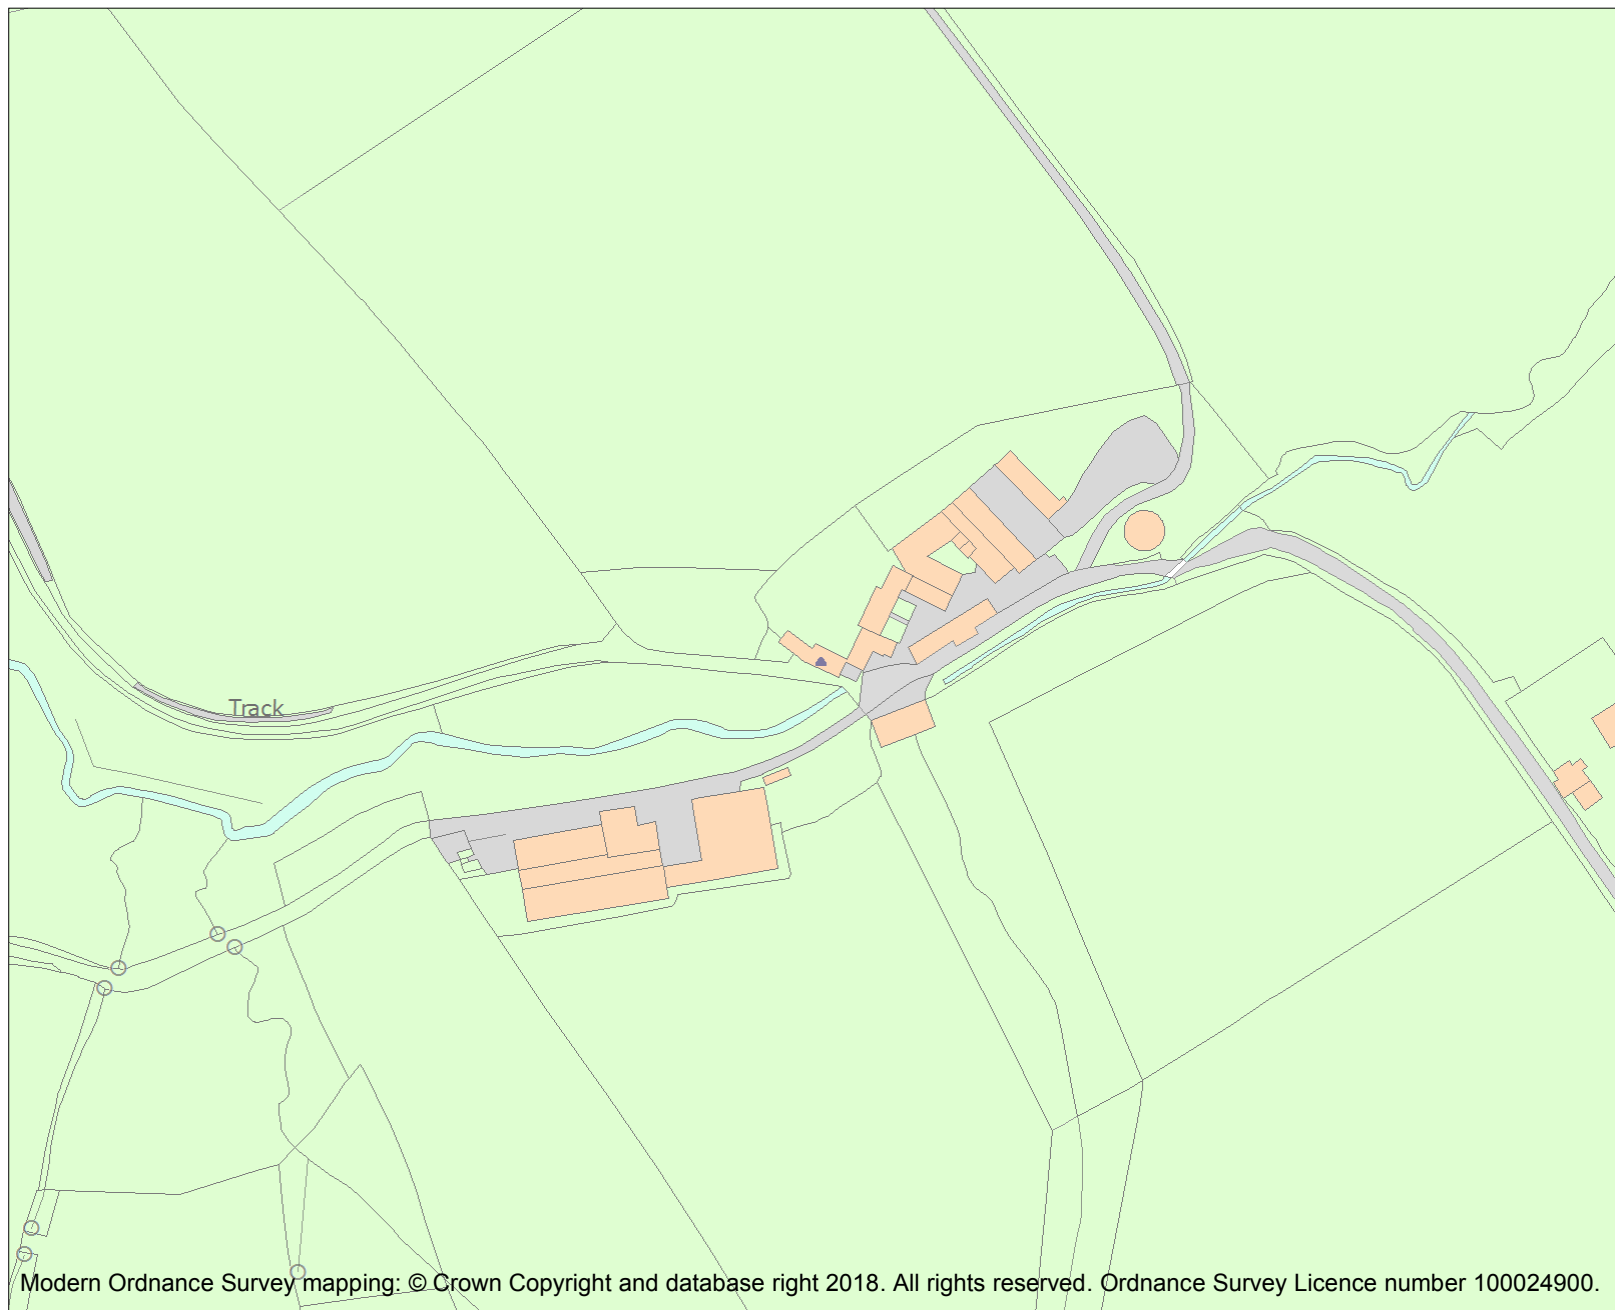 Track
Modern Ordnance Survey mapping: © Crown Copyright and database right 2018. All rights reserved. Ordnance Survey Licence number 100024900.